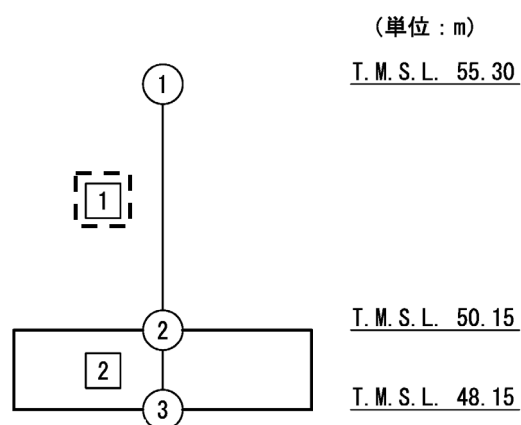 (単位：m)
① T.M.S.L. 55.30
1
② T.M.S.L. 50.15
2
③ T.M.S.L. 48.15